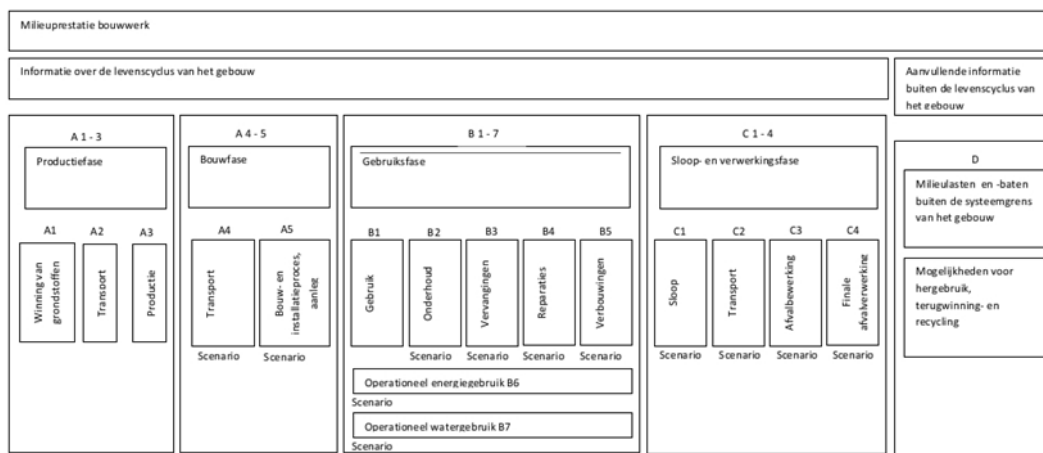 Milieuprestatie bouwwerk
Informatie over de levenscyclus van het gebouw
Aanvullende informatie
buiten de levenscyclus van
het gebouw
A 1 - 3
Productiefase
A1
A2
A3
Winning van
grondstoffen
Transport
Productie
A 4 - 5
Bouwfase
A4
A5
Transport
Bouw- en
installatieproces,
aanleg
Scenario
Scenario
B 1 - 7
Gebruiksfase
B1
B2
B3
B4
B5
Gebruik
Onderhoud
Vervangingen
Reparaties
Verbouwingen
Scenario
Scenario
Scenario
Scenario
Operationeel energiegebruik B6
Scenario
Operationeel watergebruik B7
Scenario
C 1 - 4
Sloop- en verwerkingsfase
C1
C2
C3
C4
Sloop
Transport
Afvalbewerking
Finale
afvalverwerking
Scenario
Scenario
Scenario
Scenario
D
Milieulasten en -baten
buiten de systeemgrens
van het gebouw
Mogelijkheden voor
hergebruik,
terugwinning- en
recycling